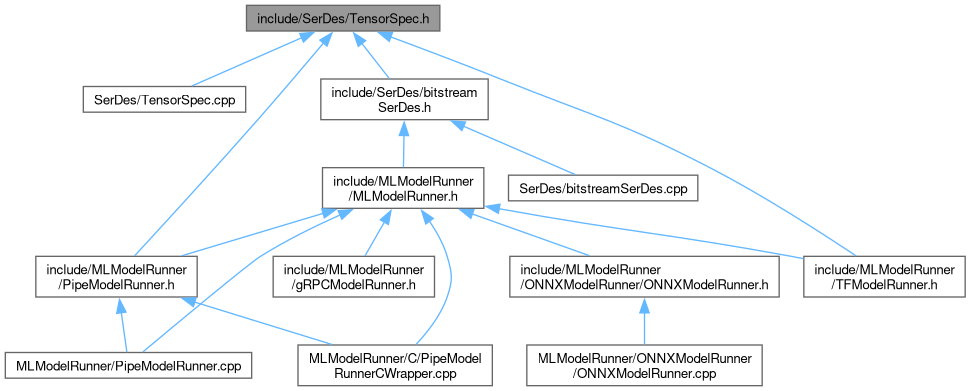 include/SerDes/TensorSpec.h
SerDes/TensorSpec.cpp
include/SerDes/bitstream
SerDes.h
include/MLModelRunner
/MLModelRunner.h
SerDes/bitstreamSerDes.cpp
include/MLModelRunner
/PipeModelRunner.h
include/MLModelRunner
/gRPCModelRunner.h
include/MLModelRunner
/ONNXModelRunner/ONNXModelRunner.h
include/MLModelRunner
/TFModelRunner.h
MLModelRunner/PipeModelRunner.cpp
MLModelRunner/C/PipeModel
RunnerCWrapper.cpp
MLModelRunner/ONNXModelRunner
/ONNXModelRunner.cpp